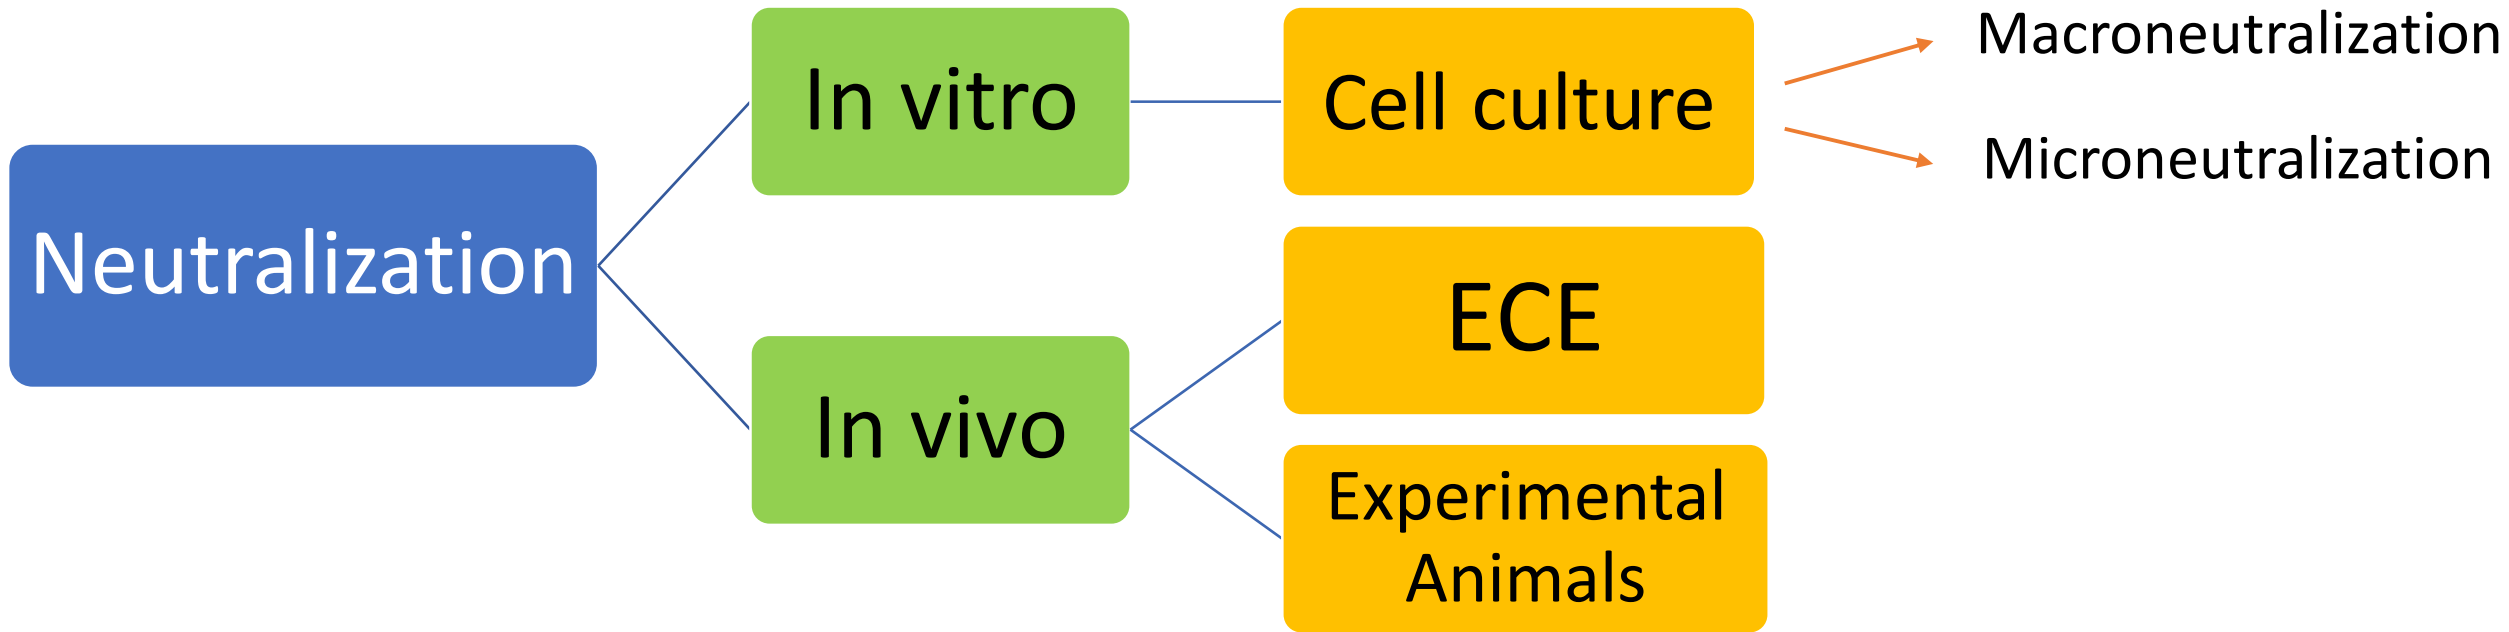 Neutralization
In vitro
Cell culture
Macroneutralization
Microneutralization
In vivo
ECE
Experimental
Animals